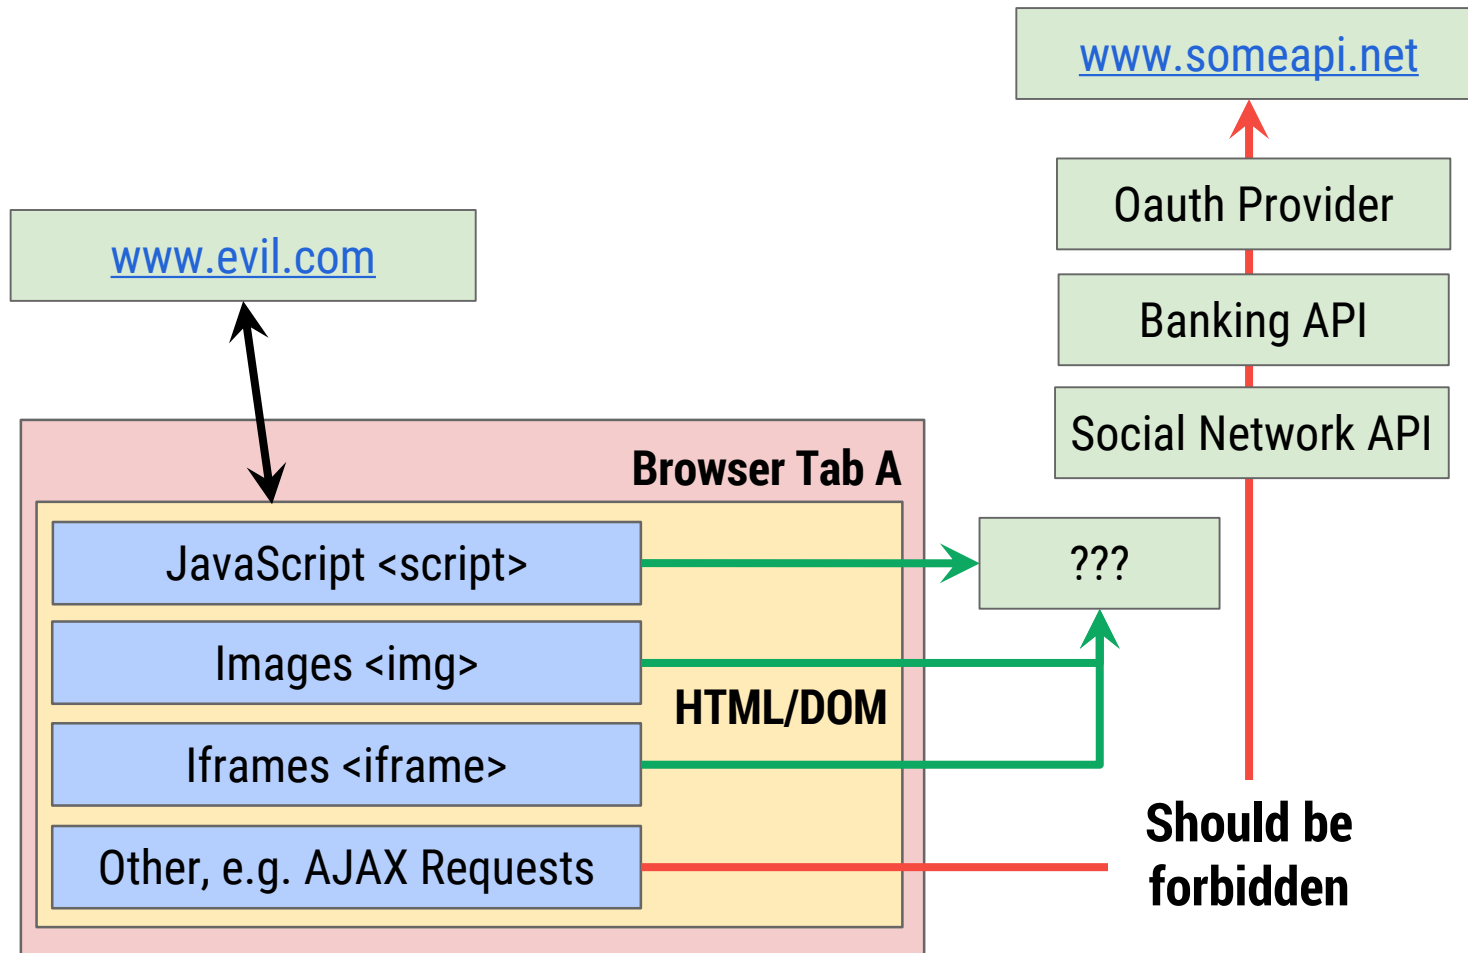 www.someapi.net
Oauth Provider
www.evil.com
Banking API
Social Network API
Browser Tab A
JavaScript <script>
???
Images <img>
HTML/DOM
Iframes <iframe>
Should be
forbidden
Other, e.g. AJAX Requests